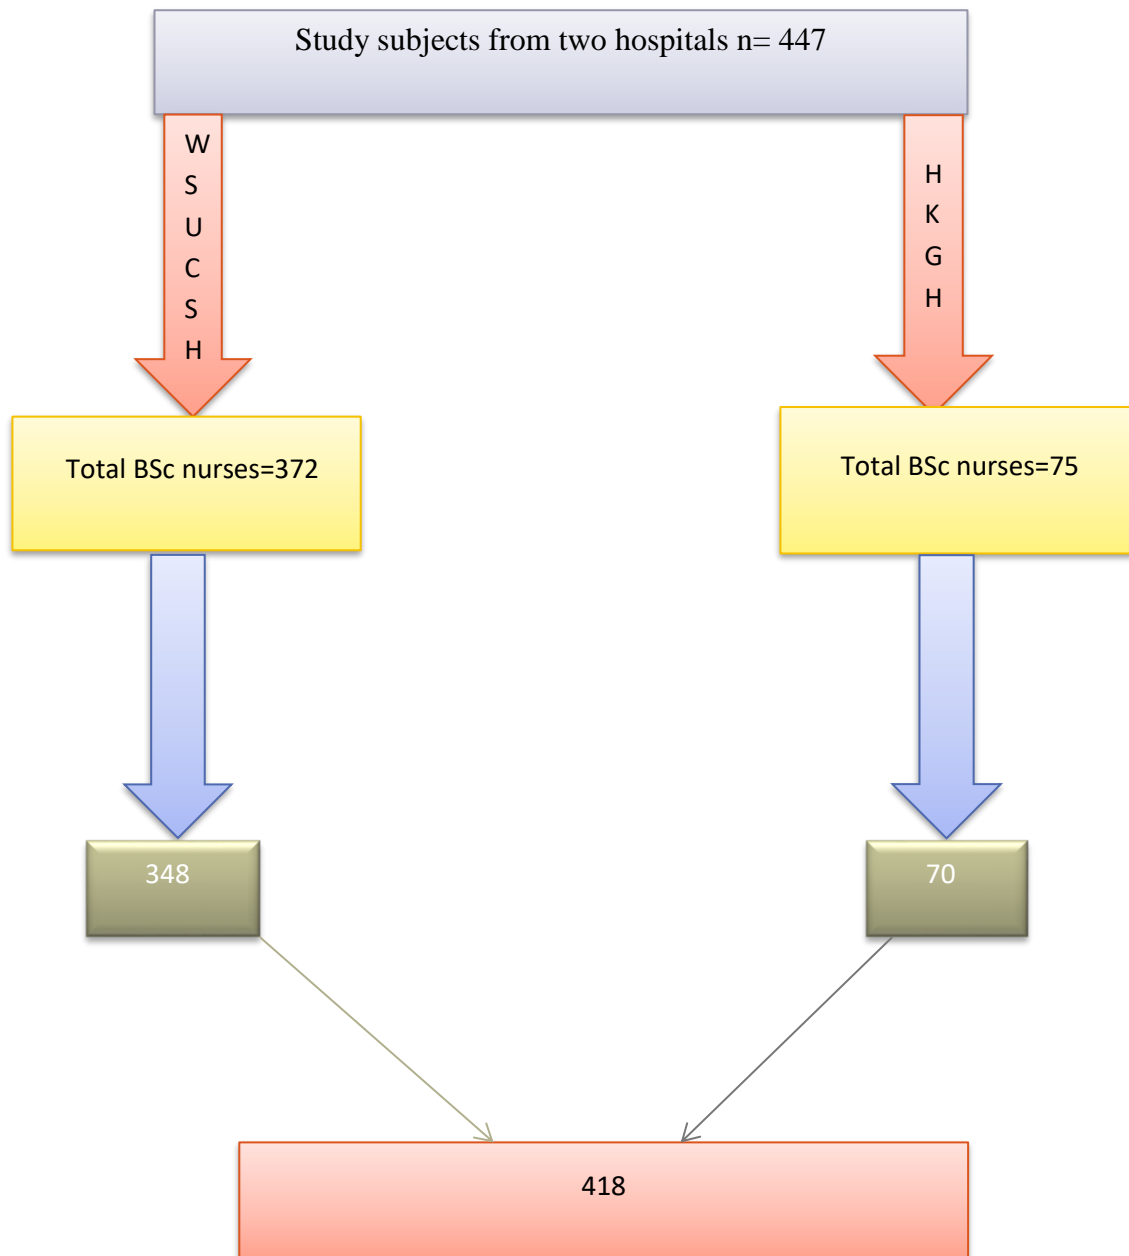 Study subjects from two hospitals n= 447
W
S
U
C
S
H
H
K
G
H
Total BSc nurses=372
Total BSc nurses=75
348
70
418